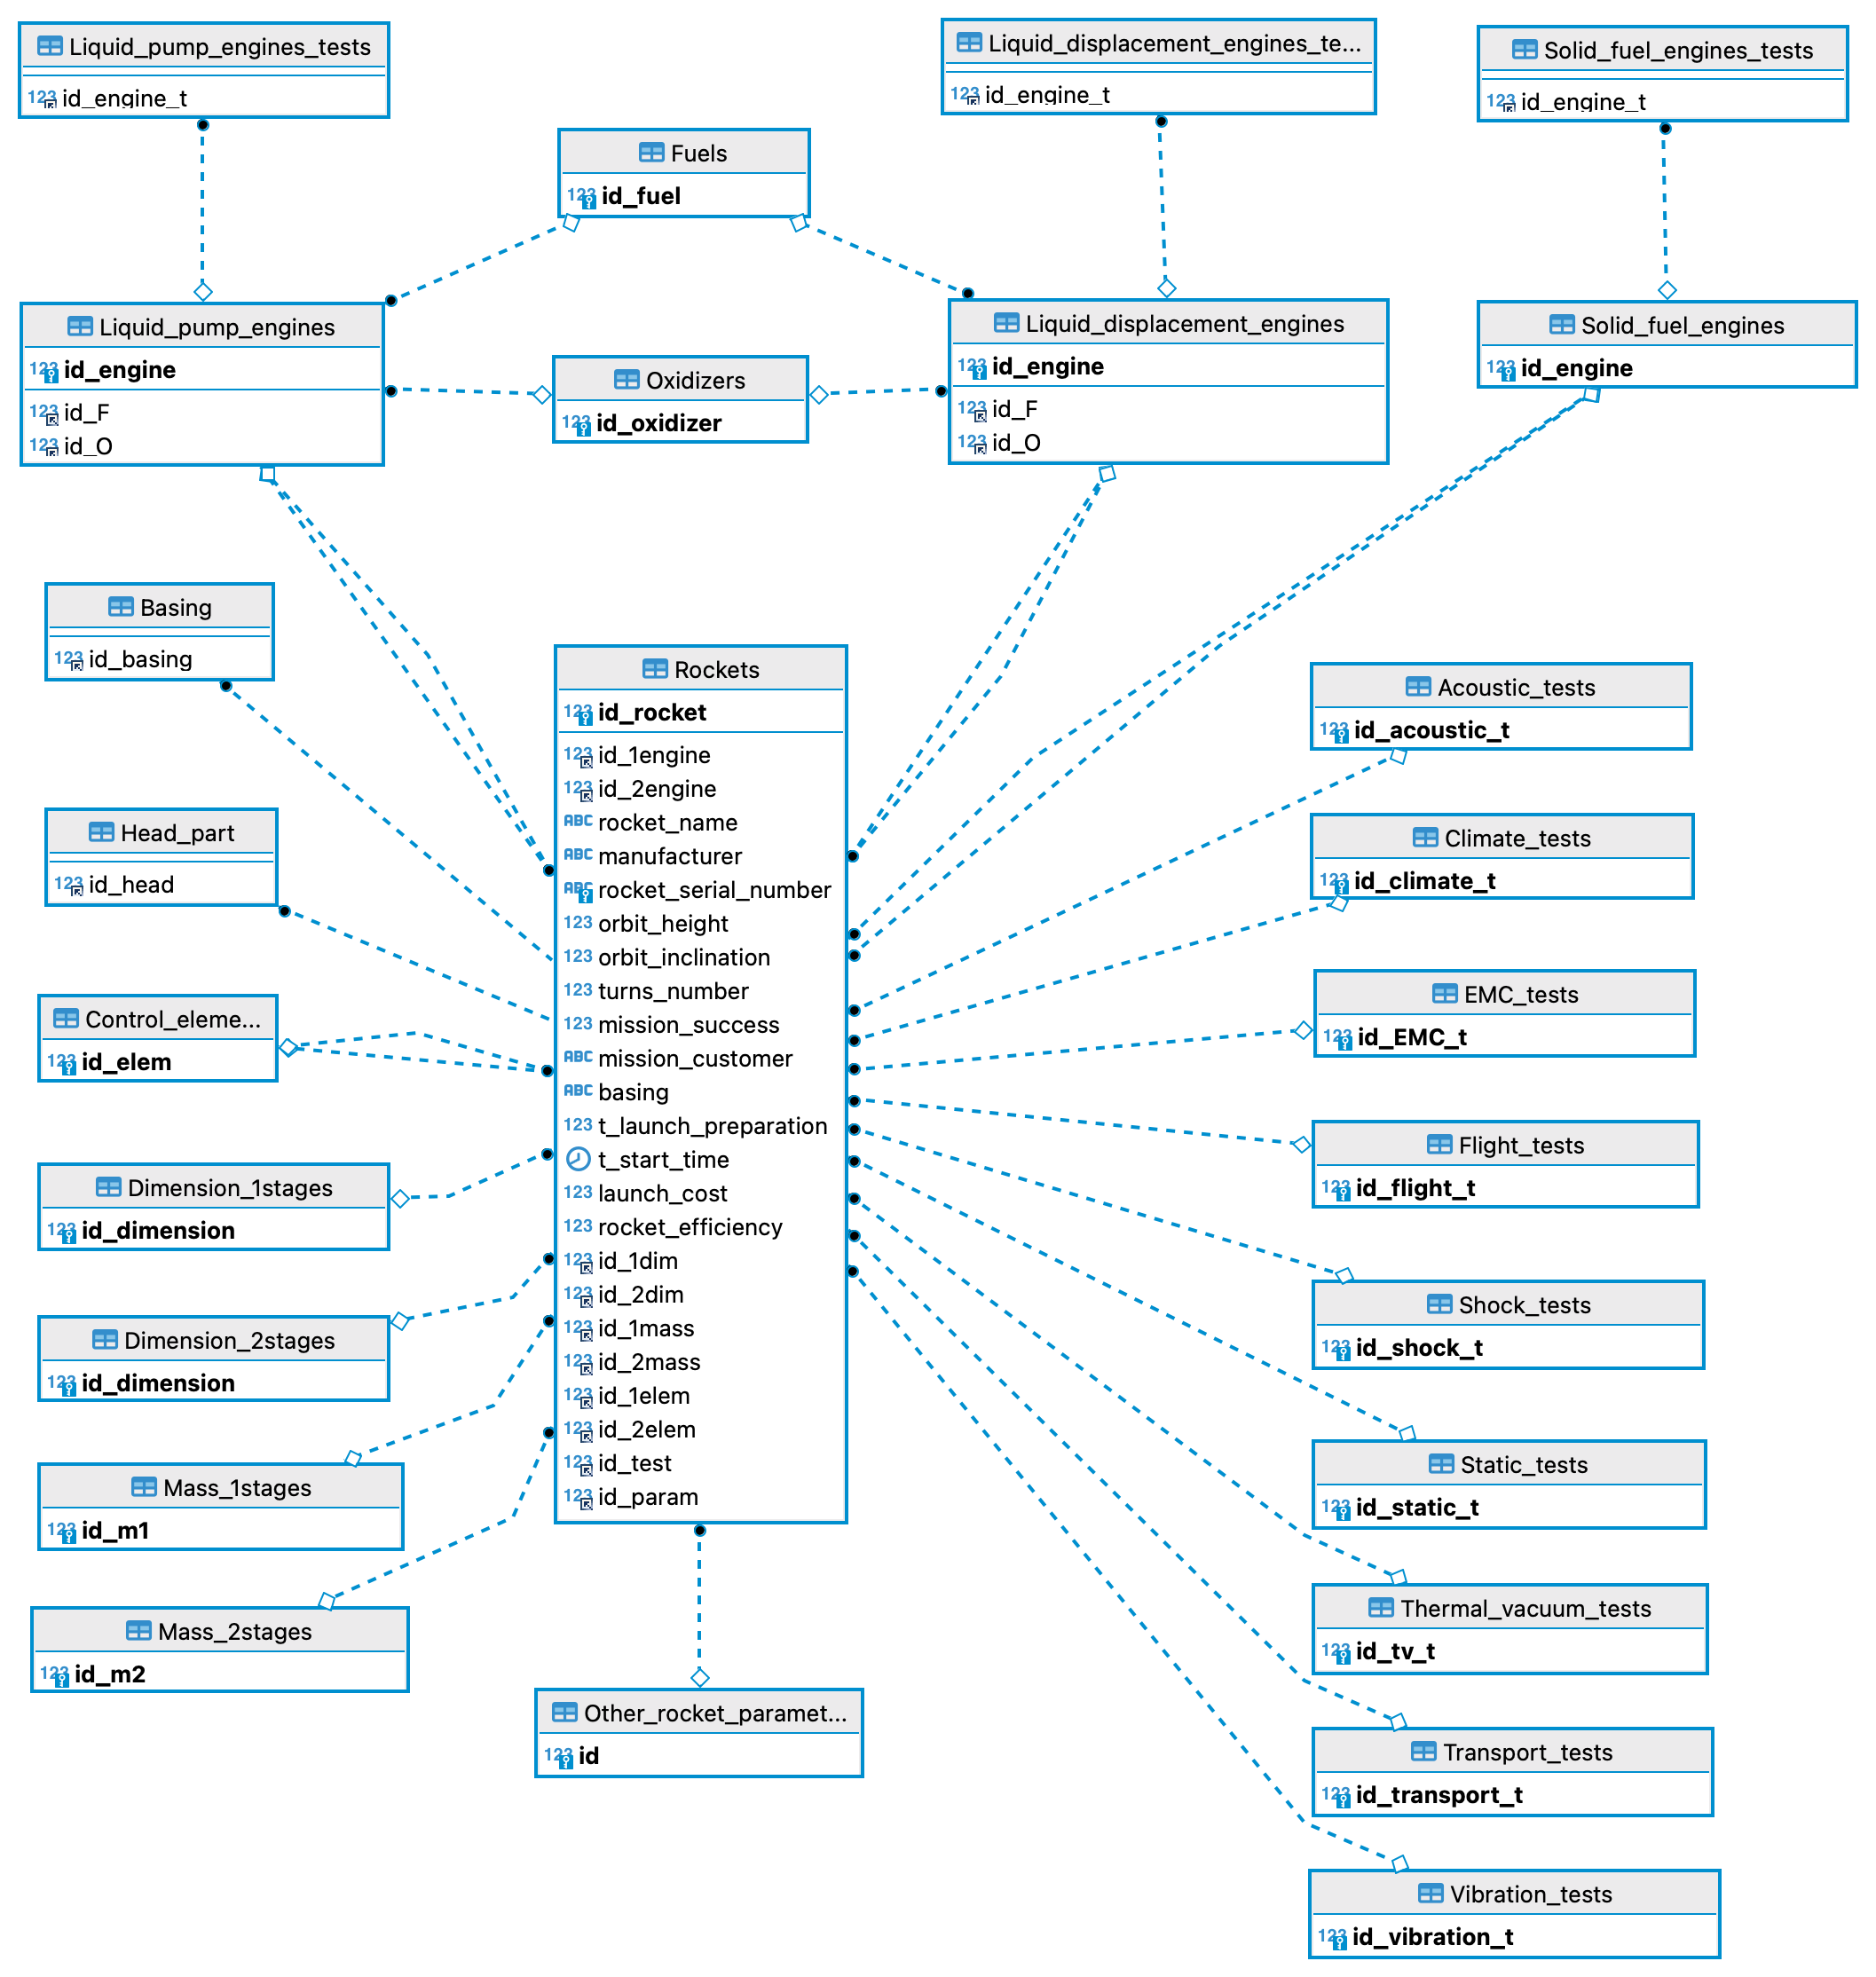 Liquid_pump_engines_tests
123 id_engine_t
Liquid_displacement_engines_te...
123 id_engine_t
Solid_fuel_engines_tests
123 id_engine_t
Fuels
123 id_fuel
Liquid_pump_engines
123 id_engine
123 id_F
123 id_O
Oxidizers
123 id_oxidizer
Liquid_displacement_engines
123 id_engine
123 id_F
123 id_O
Solid_fuel_engines
123 id_engine
Basing
123 id_basing
Head_part
123 id_head
Control_eleme...
123 id_elem
Dimension_1stages
123 id_dimension
Dimension_2stages
123 id_dimension
Mass_1stages
123 id_m1
Mass_2stages
123 id_m2
Rockets
123 id_rocket
123 id_1engine
123 id_2engine
ABC rocket_name
ABC manufacturer
ABC rocket_serial_number
123 orbit_height
123 orbit_inclination
123 turns_number
123 mission_success
ABC mission_customer
ABC basing
123 t_launch_preparation
t_start_time
123 launch_cost
123 rocket_efficiency
123 id_1dim
123 id_2dim
123 id_1mass
123 id_2mass
123 id_1elem
123 id_2elem
123 id_test
123 id_param
Other_rocket_paramet...
123 id
Acoustic_tests
123 id_acoustic_t
Climate_tests
123 id_climate_t
EMC_tests
123 id_EMC_t
Flight_tests
123 id_flight_t
Shock_tests
123 id_shock_t
Static_tests
123 id_static_t
Thermal_vacuum_tests
123 id_tv_t
Transport_tests
123 id_transport_t
Vibration_tests
123 id_vibration_t